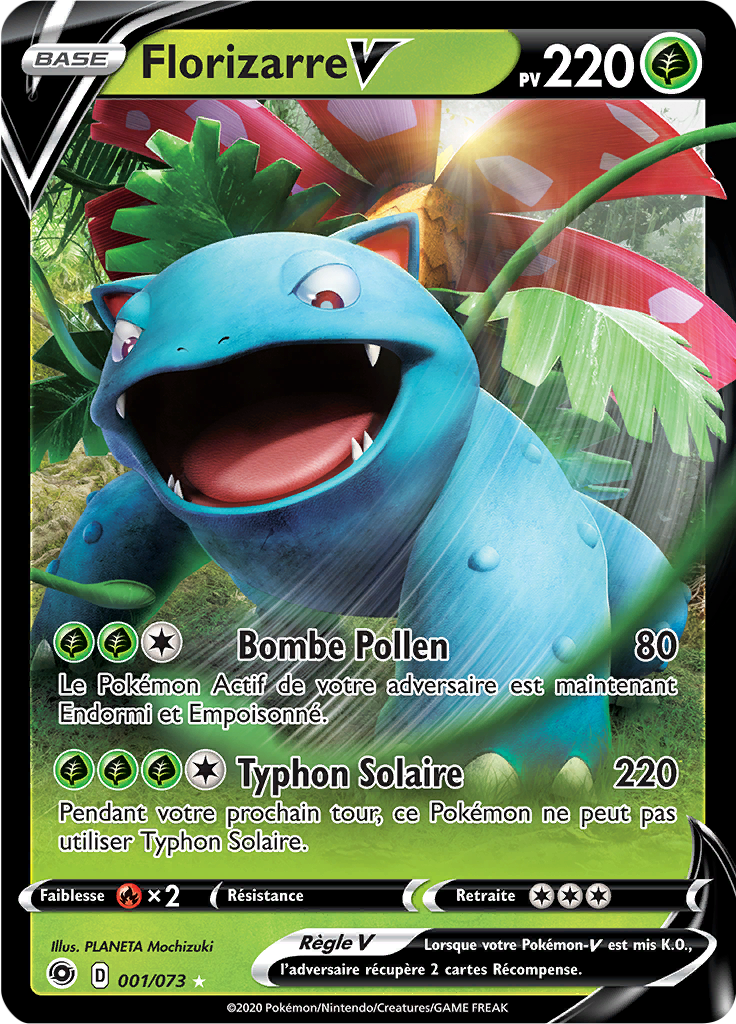 BASE
Florizarre V
PV 220
Bombe Pollen 80
Le Pokémon Actif de votre adversaire est maintenant
Endormi et Empoisonné.
Typhon Solaire 220
Pendant votre prochain tour, ce Pokémon ne peut pas
utiliser Typhon Solaire.
Faiblesse ×2 Résistance Retraite
Illus. PLANETA Mochizuki
Règle V Lorsque votre Pokémon-V est mis K.O.,
l'adversaire récupère 2 cartes Récompense.
D 001/073
©2020 Pokémon/Nintendo/Creatures/GAME FREAK